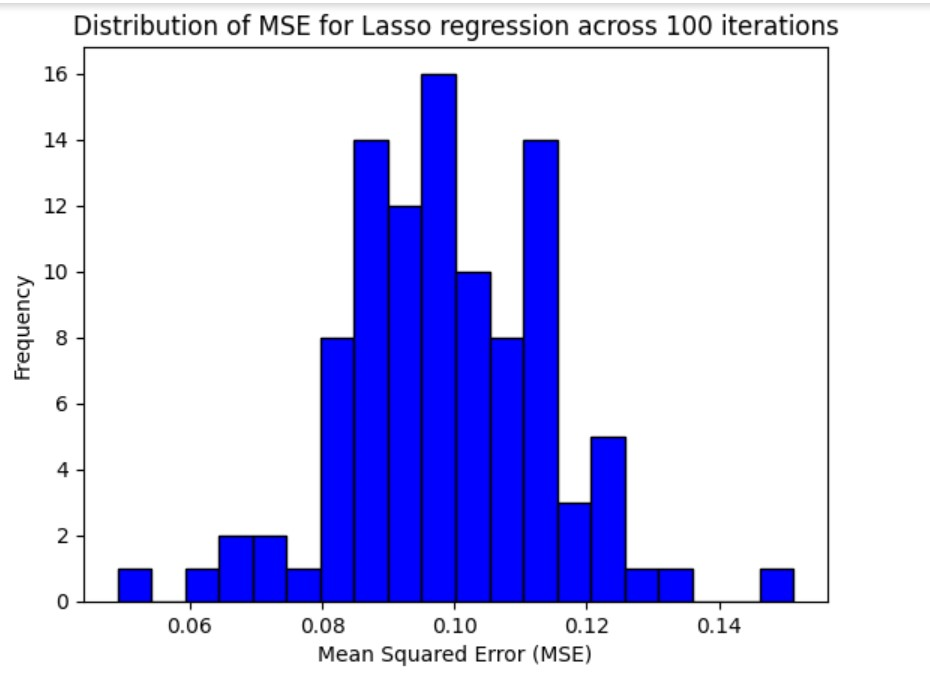 Distribution of MSE for Lasso regression across 100 iterations
16
14
12
10
8
6
4
2
0
Frequency
0.06 0.08 0.10 0.12 0.14
Mean Squared Error (MSE)